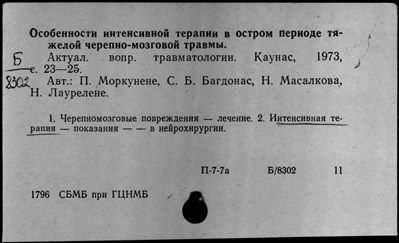 Особенности интенсивной терапии в остром периоде тя-
желой черепно-мозговой травмы.
Б
8302
Актуал. вопр. травматологии. Каунас, 1973,
с. 23—25.
Авт.: П. Моркунене, С. Б. Багдонас, Н. Масалкова,
Н. Лаурелене.
1. Черепномозговые повреждения — лечение. 2. Интенсивная те-
рапия — показания — — в нейрохирургии.
П-7-7а Б/8302 11
1796 СБМБ при ГЦНМБ